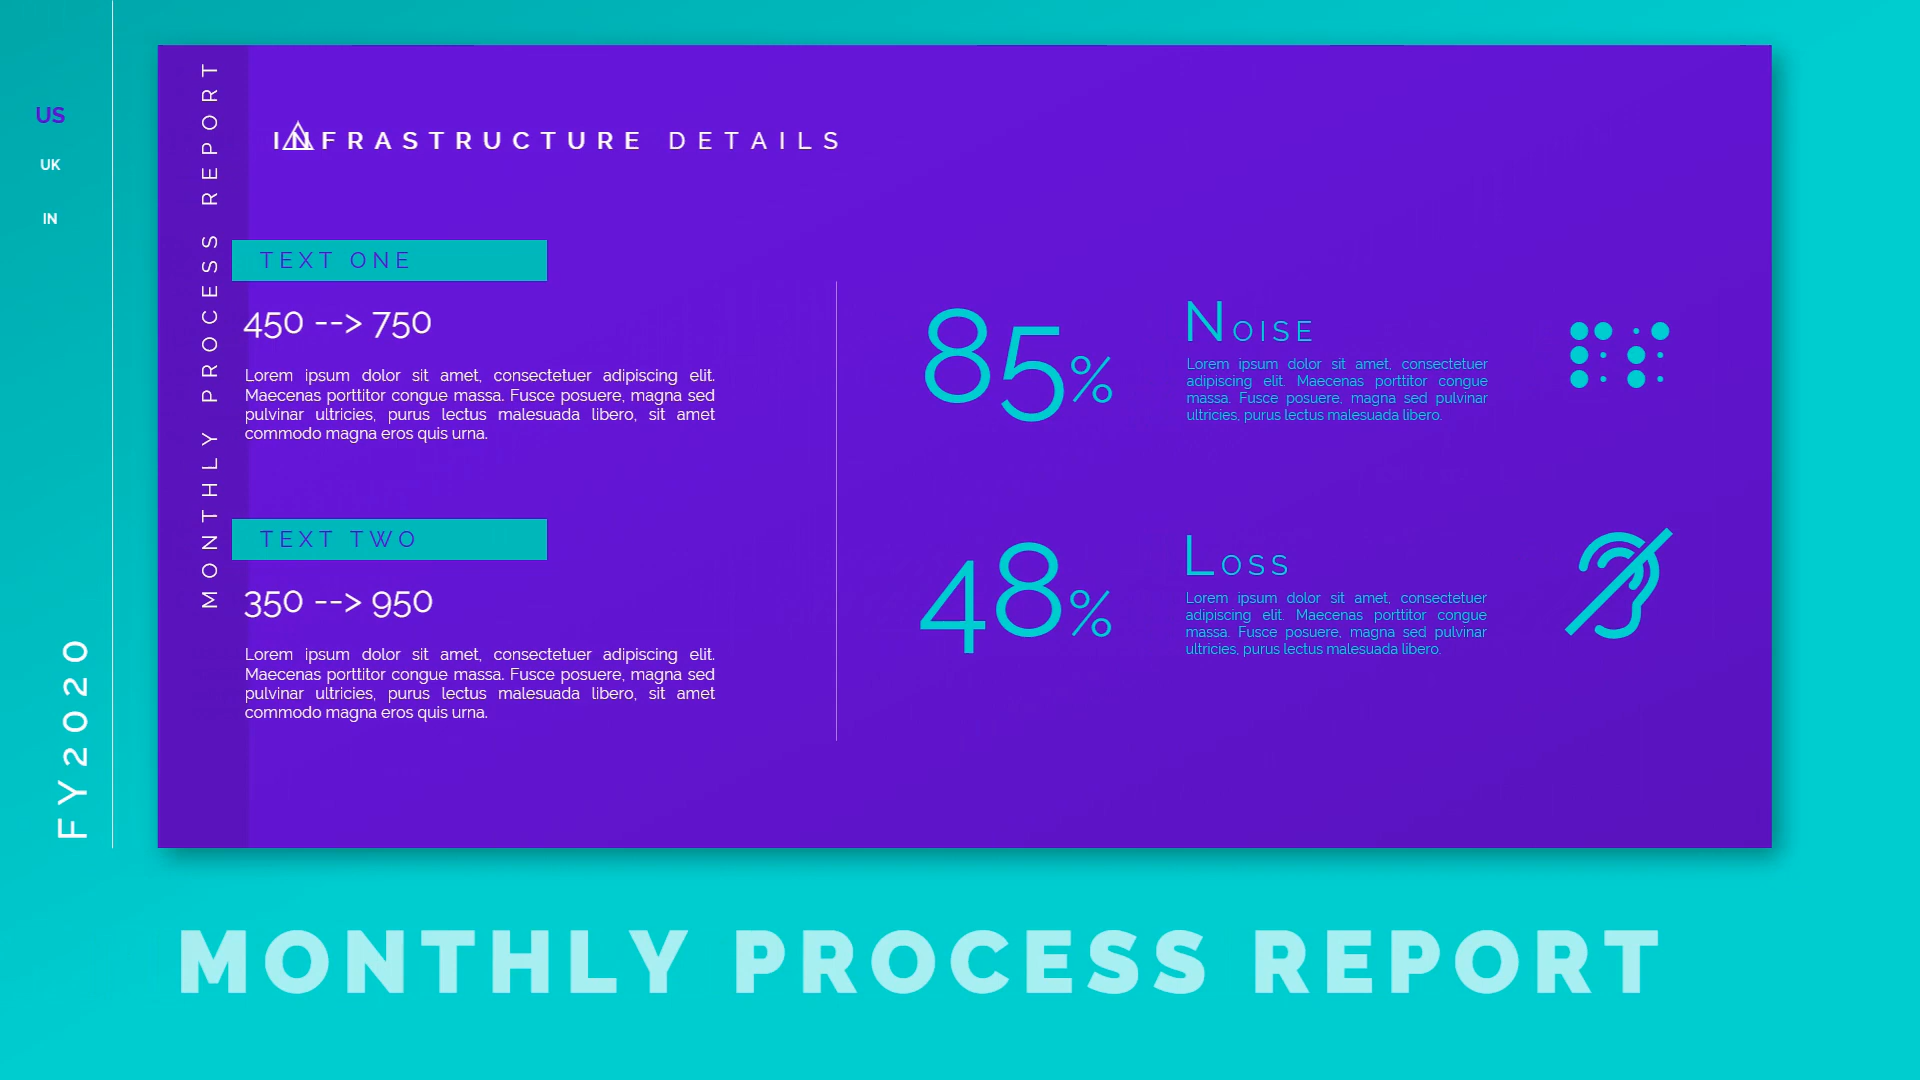 US
UK
IN
FY2020
MONTHLY PROCESS REPORT
INFRASTRUCTURE DETAILS
TEXT ONE
450 --> 750
Lorem ipsum dolor sit amet, consectetuer adipiscing elit.
Maecenas porttitor congue massa. Fusce posuere, magna sed
pulvinar ultricies, purus lectus malesuada libero, sit amet
commodo magna eros quis urna.
TEXT TWO
350 --> 950
Lorem ipsum dolor sit amet, consectetuer adipiscing elit.
Maecenas porttitor congue massa. Fusce posuere, magna sed
pulvinar ultricies, purus lectus malesuada libero, sit amet
commodo magna eros quis urna.
85%
Noise
Lorem ipsum dolor sit amet, consectetuer
adipiscing elit. Maecenas porttitor congue
massa. Fusce posuere, magna sed pulvinar
ultricies, purus lectus malesuada libero.
48%
Loss
Lorem ipsum dolor sit amet, consectetuer
adipiscing elit. Maecenas porttitor congue
massa. Fusce posuere, magna sed pulvinar
ultricies, purus lectus malesuada libero.
MONTHLY PROCESS REPORT